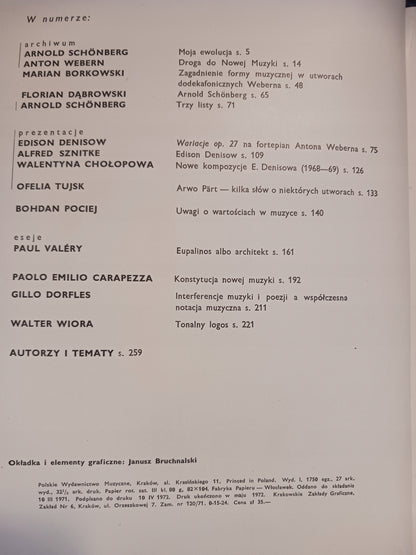 W numerze:
archiwum
ARNOLD SCHÖNBERG Moja ewolucja s. 5
ANTON WEBERN Droga do Nowej Muzyki s. 14
MARIAN BORKOWSKI Zagadnienie formy muzycznej w utworach
dodekafonicznych Weberna s. 48
FLORIAN DĄBROWSKI Arnold Schönberg s. 65
ARNOLD SCHÖNBERG Trzy listy s. 71
prezentacje
EDISON DENISOW Wariacje op. 27 na fortepian Antona Weberna s. 75
ALFRED SZNITKE Edison Denisow s. 109
WALENTYNA CHOŁOPOWA Nowe kompozycje E. Denisowa (1968—69) s. 126
OFELIA TUJSK Arwo Pärt — kilka słów o niektórych utworach s. 133
BOHDAN POCIEJ Uwagi o wartościach w muzyce s. 140
eseje
PAUL VALÉRY Eupalinos albo architekt s. 161
PAOLO EMILIO CARAPEZZA Konstytucja nowej muzyki s. 192
GILLO DORFLES Interferencje muzyki i poezji a współczesna
notacja muzyczna s. 211
WALTER WIORA Tonalny logos s. 221
AUTORZY I TEMATY s. 259
Okładka i elementy graficzne: Janusz Bruchnalski
Polskie Wydawnictwo Muzyczne, Kraków, al. Krasińskiego 11, Printed in Poland. Wyd. I, 1750 egz., 27 ark.
wyd., 32½ ark. druk. Papier rot. sat. III kl. 80 g, 82×104, Fabryka Papieru — Włocławek. Oddano do składania
10 III 1971. Podpisano do druku 10 IV 1972. Druk ukończono w maju 1972. Krakowskie Zakłady Graficzne,
Zakład Nr 6, Kraków, ul. Orzeszkowej 7. Zam. nr 120/71. O-15-24. Cena zł 35.—